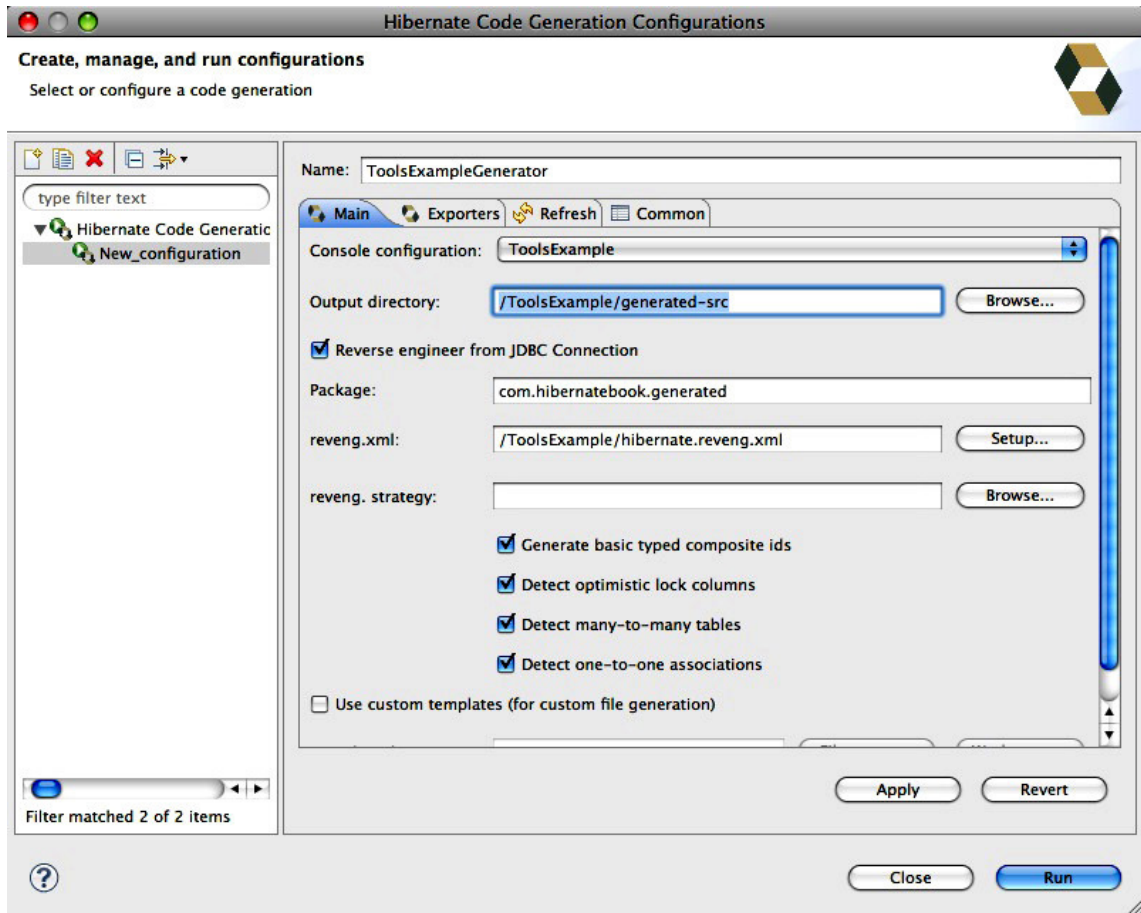 Hibernate Code Generation Configurations
Create, manage, and run configurations
Select or configure a code generation
type filter text
Hibernate Code Generatic
New_configuration
Filter matched 2 of 2 items
Name: ToolsExampleGenerator
Main Exporters Refresh Common
Console configuration: ToolsExample
Output directory: /ToolsExample/generated-src Browse...
Reverse engineer from JDBC Connection
Package: com.hibernatebook.generated
reveng.xml: /ToolsExample/hibernate.reveng.xml Setup...
reveng. strategy: Browse...
Generate basic typed composite ids
Detect optimistic lock columns
Detect many-to-many tables
Detect one-to-one associations
Use custom templates (for custom file generation)
Apply Revert
? Close Run